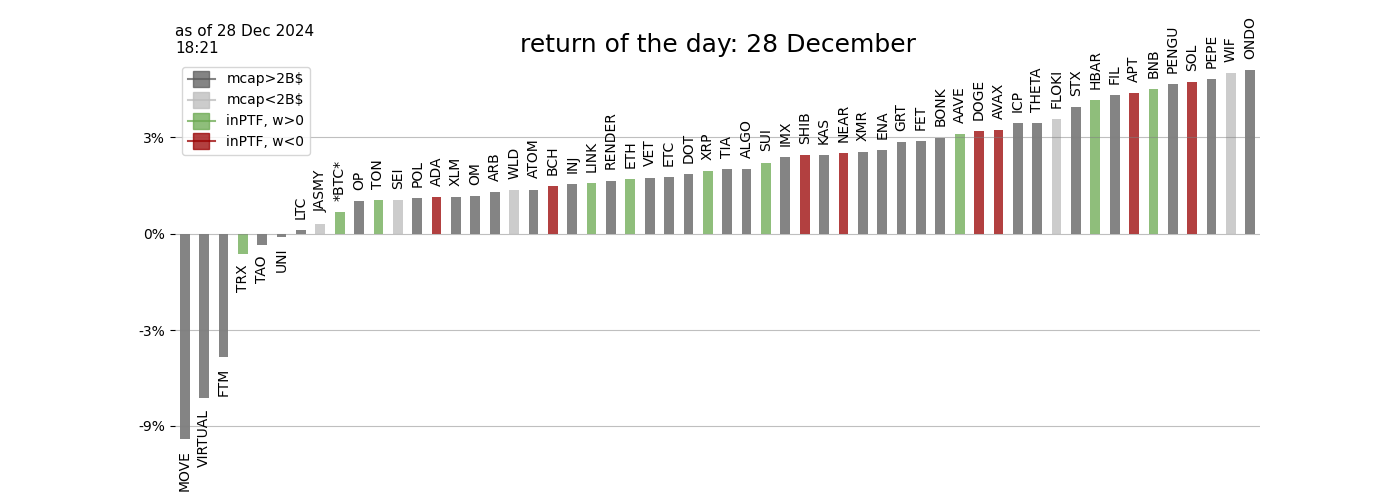 as of 28 Dec 2024
18:21
return of the day: 28 December
mcap>2B$
mcap<2B$
inPTF, w>0
inPTF, w<0
3%
0%
-3%
-9%
MOVE
VIRTUAL
FTM
TRX
TAO
UNI
LTC
JASMY
*BTC*
OP
TON
SEI
POL
ADA
XLM
OM
ARB
WLD
ATOM
BCH
INJ
LINK
RENDER
ETH
VET
ETC
DOT
XRP
TIA
ALGO
SUI
IMX
SHIB
KAS
NEAR
XMR
ENA
GRT
FET
BONK
AAVE
DOGE
AVAX
ICP
THETA
FLOKI
STX
HBAR
FIL
APT
BNB
PENGU
SOL
PEPE
WIF
ONDO